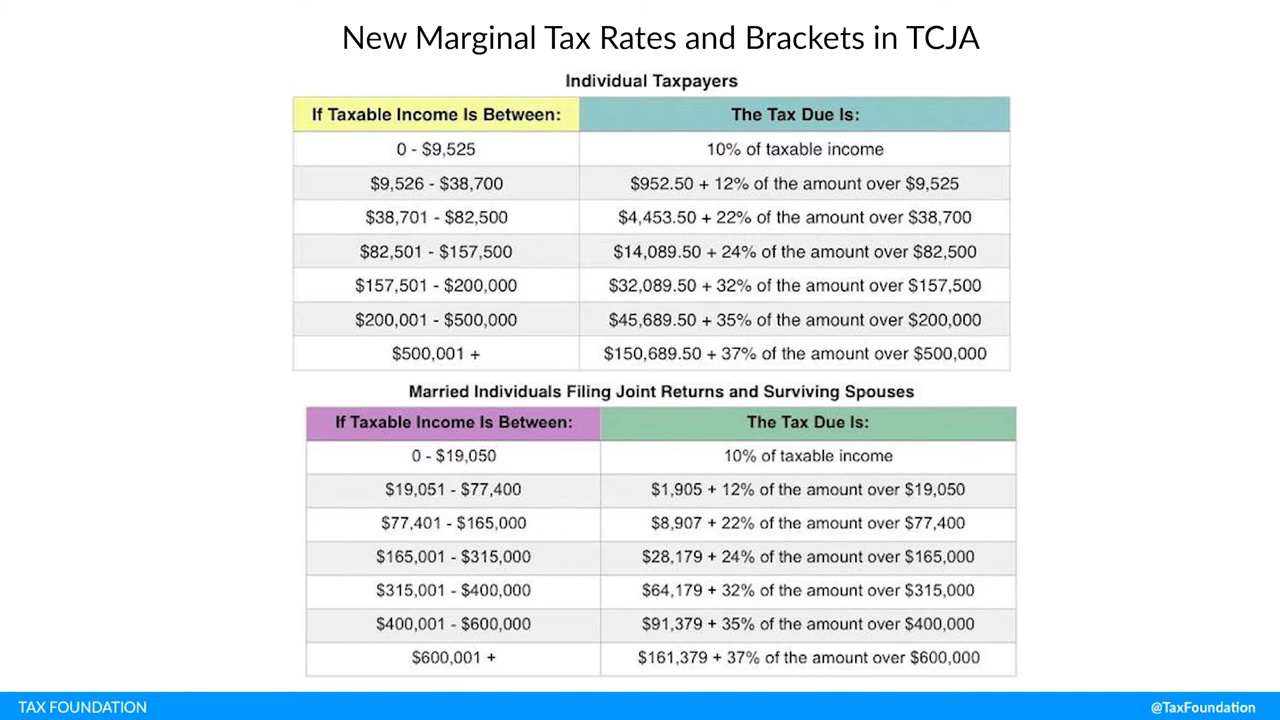 New Marginal Tax Rates and Brackets in TCJA
Individual Taxpayers
If Taxable Income Is Between: The Tax Due Is:
0 - $9,525 10% of taxable income
$9,526 - $38,700 $952.50 + 12% of the amount over $9,525
$38,701 - $82,500 $4,453.50 + 22% of the amount over $38,700
$82,501 - $157,500 $14,089.50 + 24% of the amount over $82,500
$157,501 - $200,000 $32,089.50 + 32% of the amount over $157,500
$200,001 - $500,000 $45,689.50 + 35% of the amount over $200,000
$500,001 + $150,689.50 + 37% of the amount over $500,000
Married Individuals Filing Joint Returns and Surviving Spouses
If Taxable Income Is Between: The Tax Due Is:
0 - $19,050 10% of taxable income
$19,051 - $77,400 $1,905 + 12% of the amount over $19,050
$77,401 - $165,000 $8,907 + 22% of the amount over $77,400
$165,001 - $315,000 $28,179 + 24% of the amount over $165,000
$315,001 - $400,000 $64,179 + 32% of the amount over $315,000
$400,001 - $600,000 $91,379 + 35% of the amount over $400,000
$600,001 + $161,379 + 37% of the amount over $600,000
TAX FOUNDATION @TaxFoundation